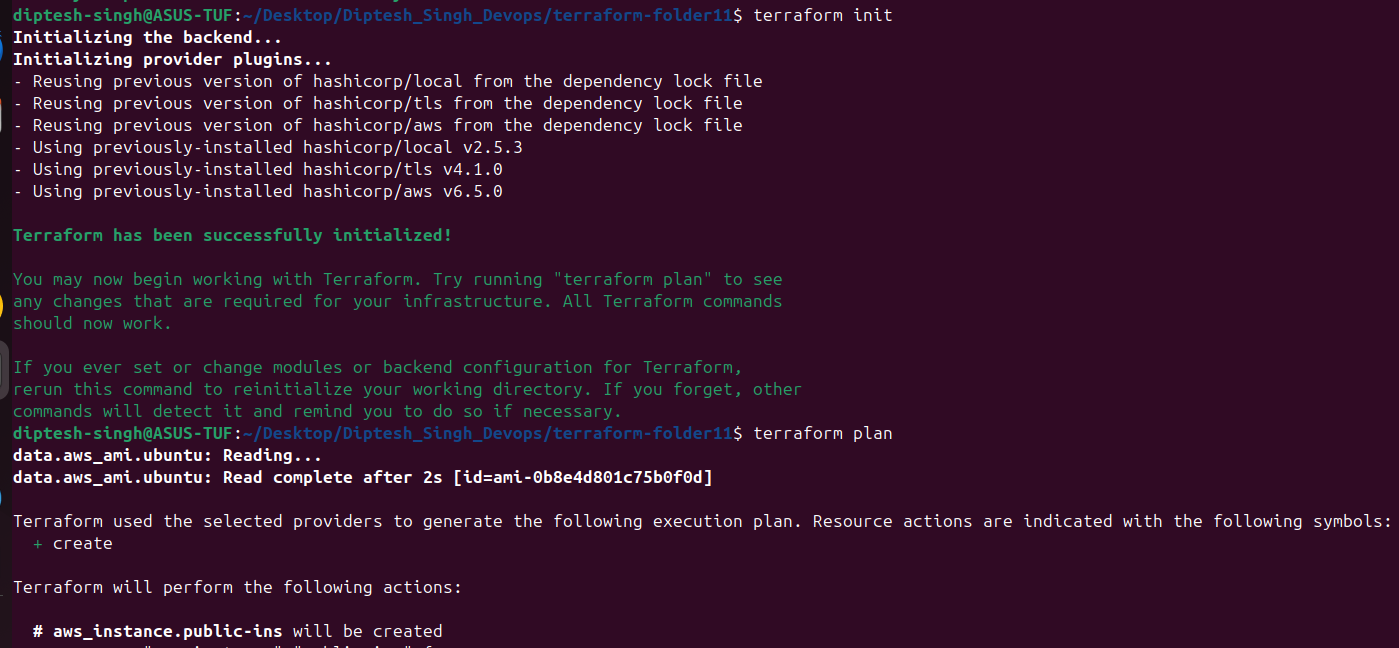 diptesh-singh@ASUS-TUF:~/Desktop/Diptesh_Singh_Devops/terraform-folder11$ terraform init
Initializing the backend...
Initializing provider plugins...
- Reusing previous version of hashicorp/local from the dependency lock file
- Reusing previous version of hashicorp/tls from the dependency lock file
- Reusing previous version of hashicorp/aws from the dependency lock file
- Using previously-installed hashicorp/local v2.5.3
- Using previously-installed hashicorp/tls v4.1.0
- Using previously-installed hashicorp/aws v6.5.0
Terraform has been successfully initialized!
You may now begin working with Terraform. Try running "terraform plan" to see
any changes that are required for your infrastructure. All Terraform commands
should now work.
If you ever set or change modules or backend configuration for Terraform,
rerun this command to reinitialize your working directory. If you forget, other
commands will detect it and remind you to do so if necessary.
diptesh-singh@ASUS-TUF:~/Desktop/Diptesh_Singh_Devops/terraform-folder11$ terraform plan
data.aws_ami.ubuntu: Reading...
data.aws_ami.ubuntu: Read complete after 2s [id=ami-0b8e4d801c75b0f0d]
Terraform used the selected providers to generate the following execution plan. Resource actions are indicated with the following symbols:
+ create
Terraform will perform the following actions:
# aws_instance.public-ins will be created